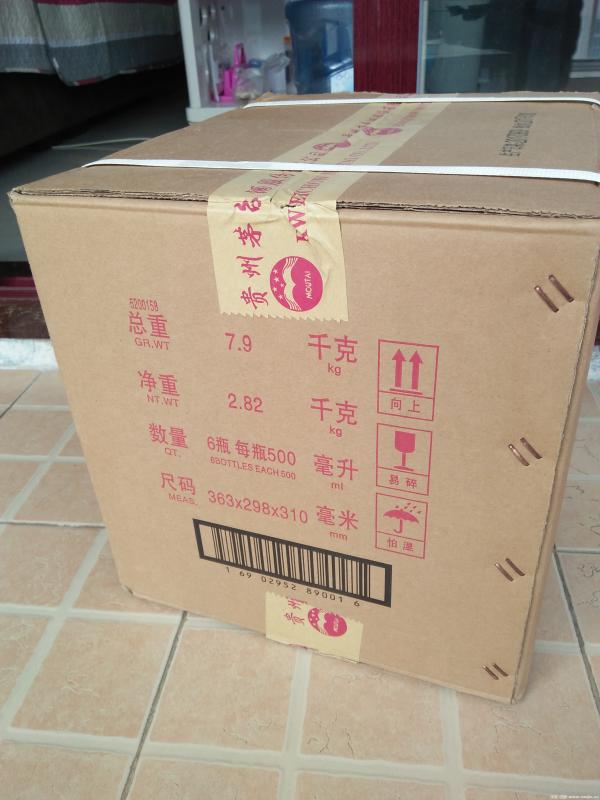 贵州茅台
KWEICHOW
MOUTAI
5200158
总重 7.9 千克
GR.WT kg
净重 2.82 千克
NT.WT kg
数量 6瓶 每瓶500 毫升
QT. 6BOTTLES EACH 500 ml
尺码 363x298x310 毫米
MEAS. mm
向上
易碎
怕湿
1 69 02952 89001 6
贵州
MOUTAI